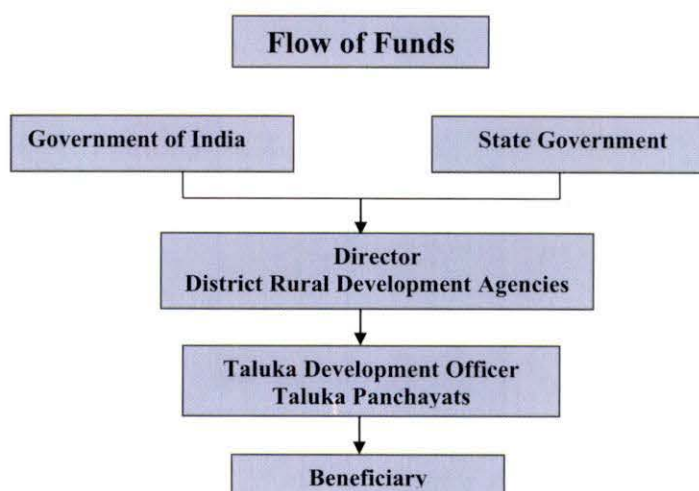 Flow of Funds
Government of India
State Government
Director
District Rural Development Agencies
Taluka Development Officer
Taluka Panchayats
Beneficiary